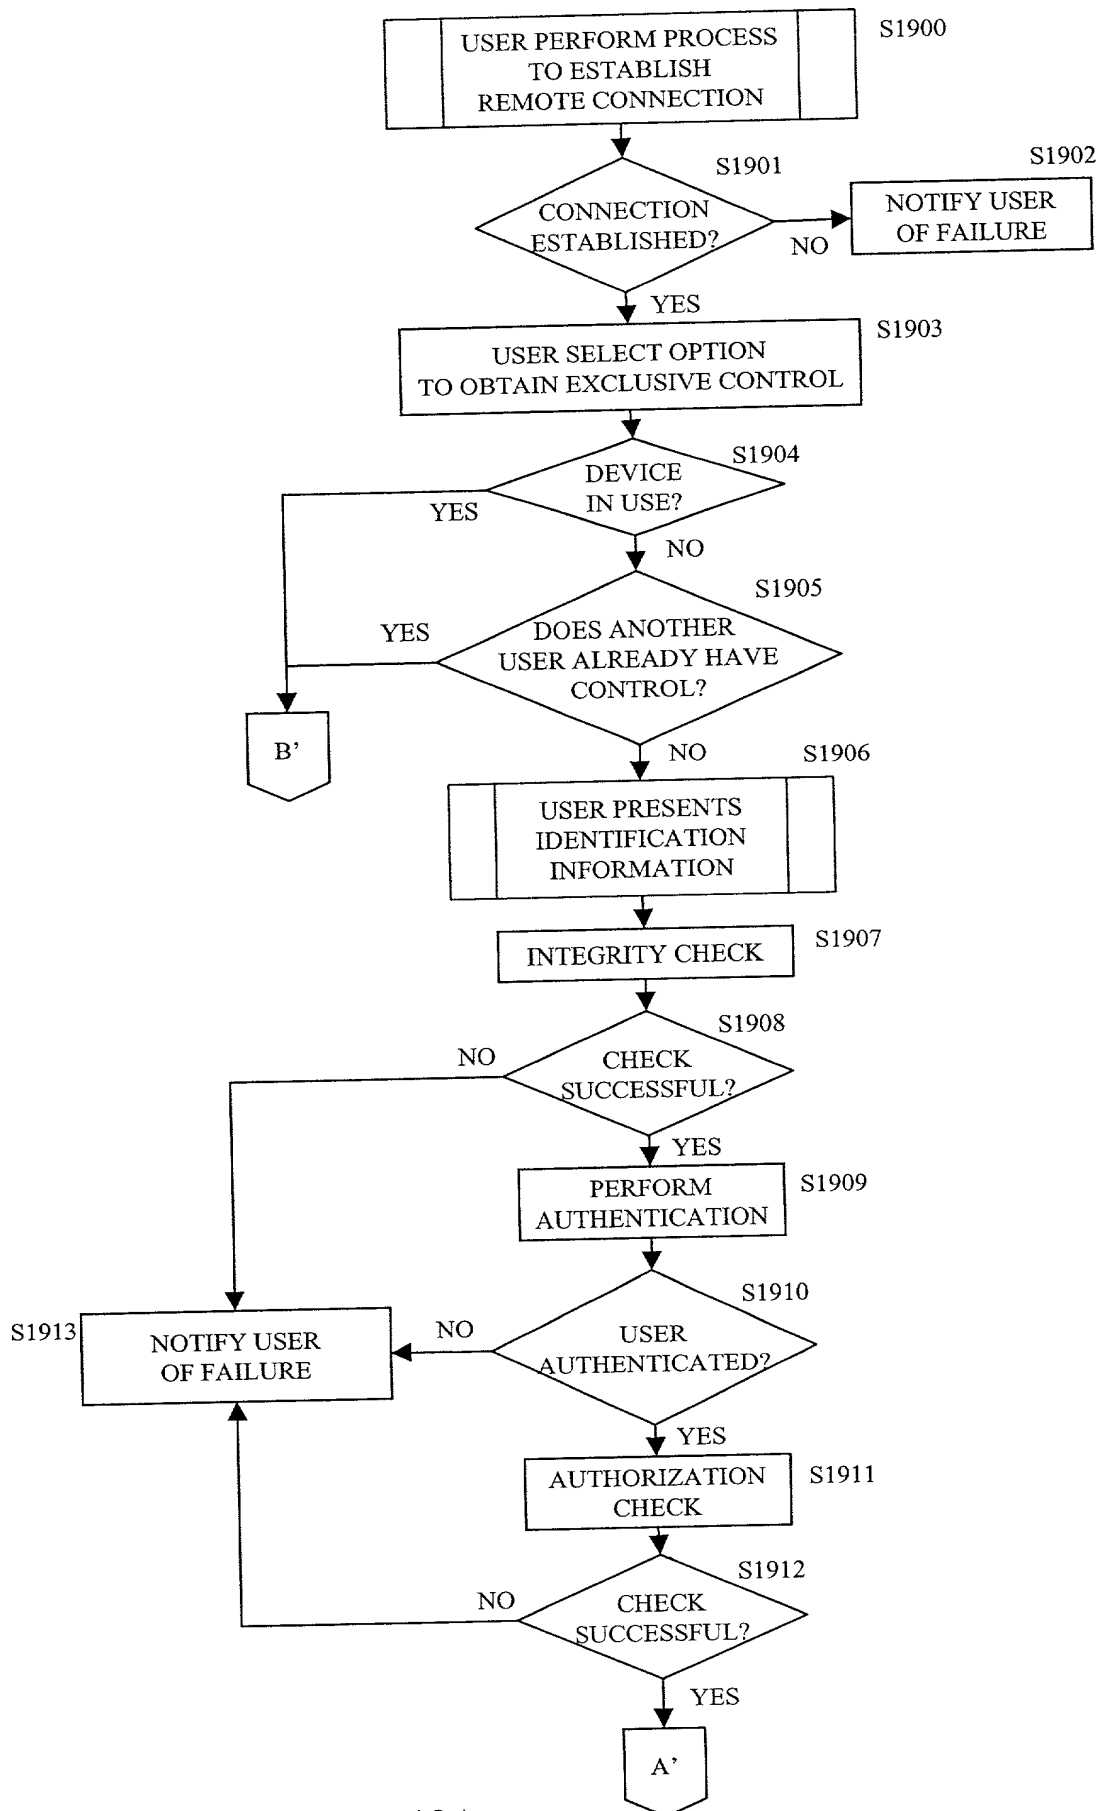 S1900
USER PERFORM PROCESS
TO ESTABLISH
REMOTE CONNECTION
S1901
S1902
CONNECTION
ESTABLISHED?
NO
NOTIFY USER
OF FAILURE
YES
S1903
USER SELECT OPTION
TO OBTAIN EXCLUSIVE CONTROL
S1904
DEVICE
IN USE?
YES
NO
S1905
YES
DOES ANOTHER
USER ALREADY HAVE
CONTROL?
B'
NO
S1906
USER PRESENTS
IDENTIFICATION
INFORMATION
S1907
INTEGRITY CHECK
S1908
NO
CHECK
SUCCESSFUL?
YES
S1909
PERFORM
AUTHENTICATION
S1910
S1913
NOTIFY USER
OF FAILURE
NO
USER
AUTHENTICATED?
YES
S1911
AUTHORIZATION
CHECK
S1912
NO
CHECK
SUCCESSFUL?
YES
A'